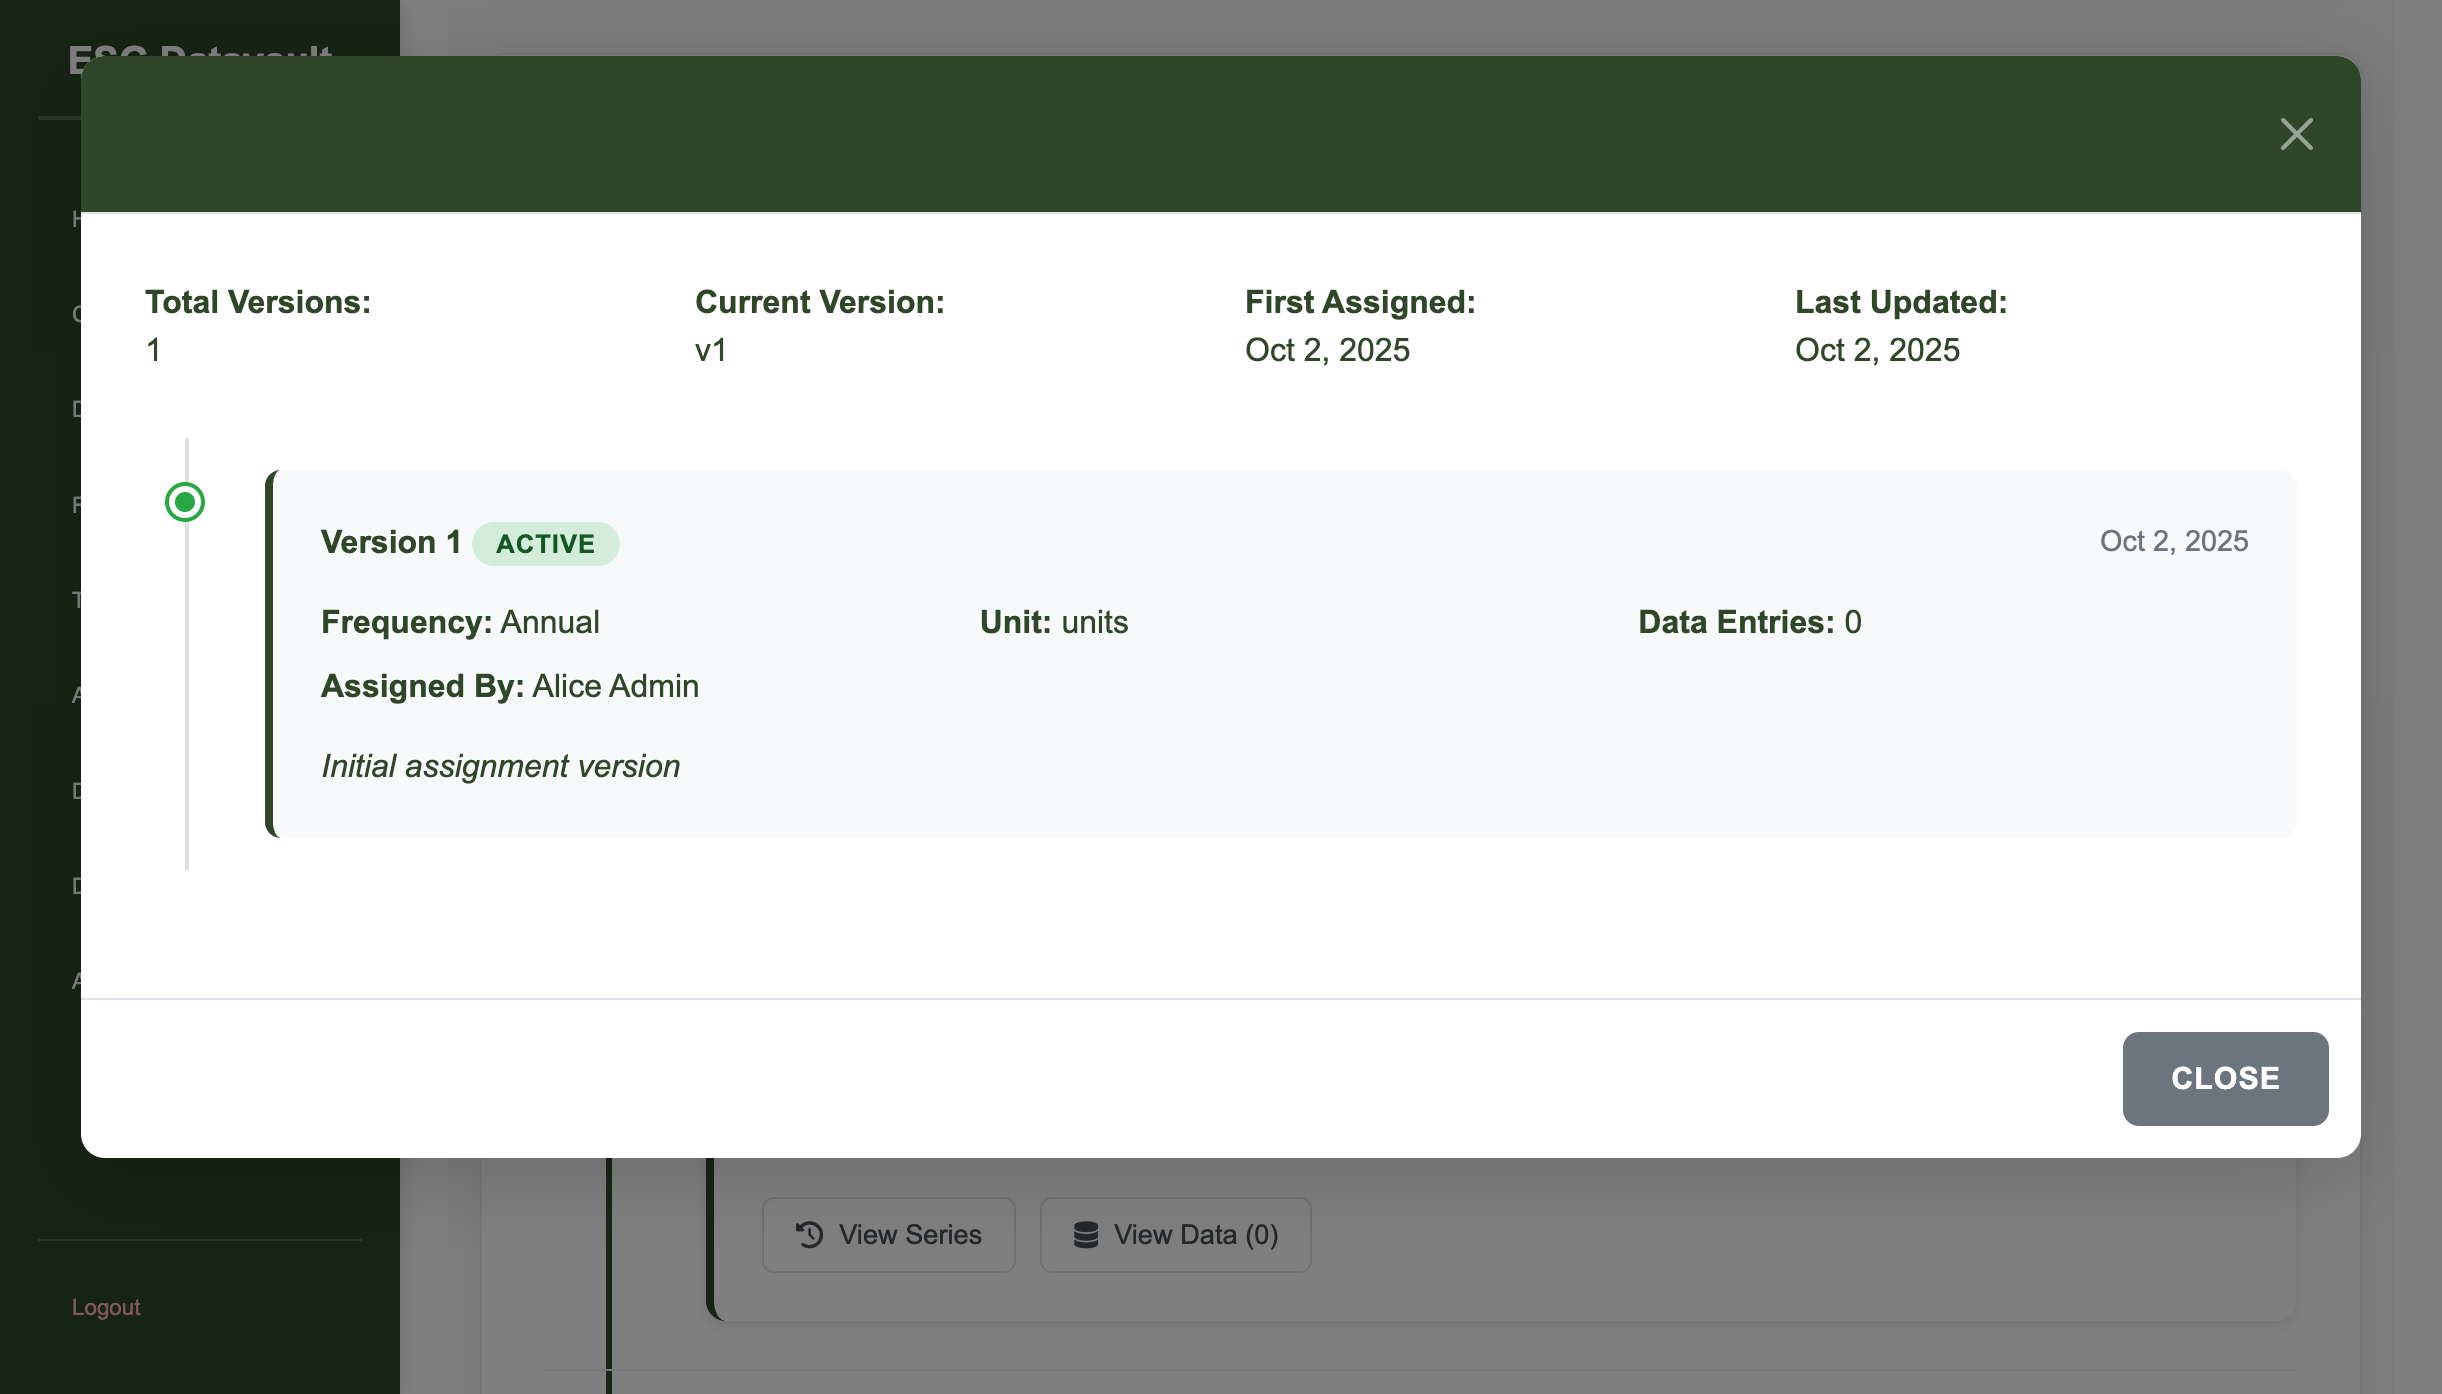 Total Versions:
1
Current Version:
v1
First Assigned:
Oct 2, 2025
Last Updated:
Oct 2, 2025
Version 1 ACTIVE
Oct 2, 2025
Frequency: Annual
Unit: units
Data Entries: 0
Assigned By: Alice Admin
Initial assignment version
CLOSE
View Series
View Data (0)
Logout